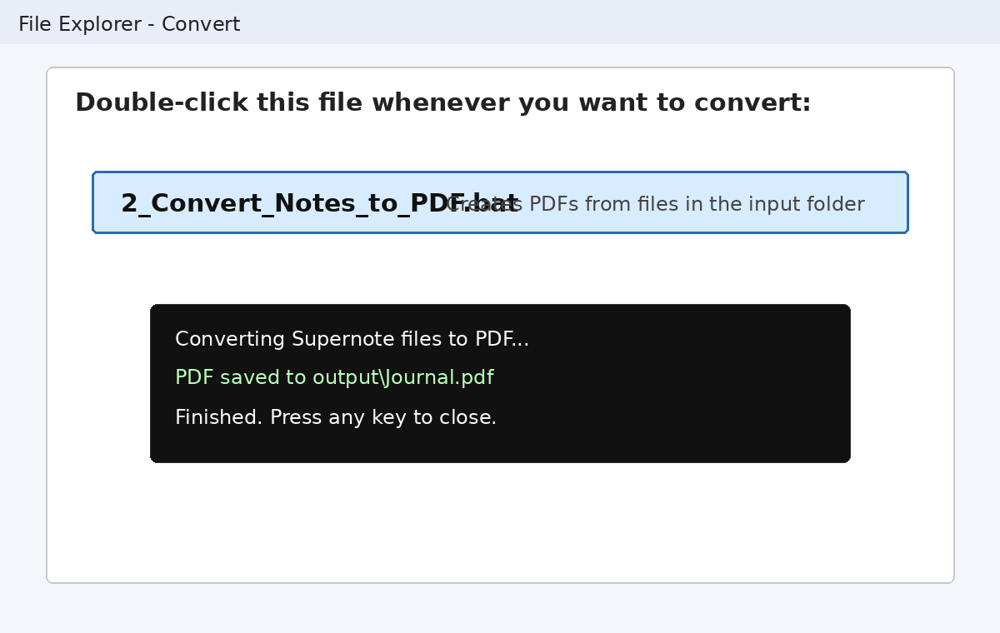 File Explorer - Convert
Double-click this file whenever you want to convert:
2_Convert_Notes_to_PDF.bat
Creates PDFs from files in the input folder
Converting Supernote files to PDF...
PDF saved to output\Journal.pdf
Finished. Press any key to close.